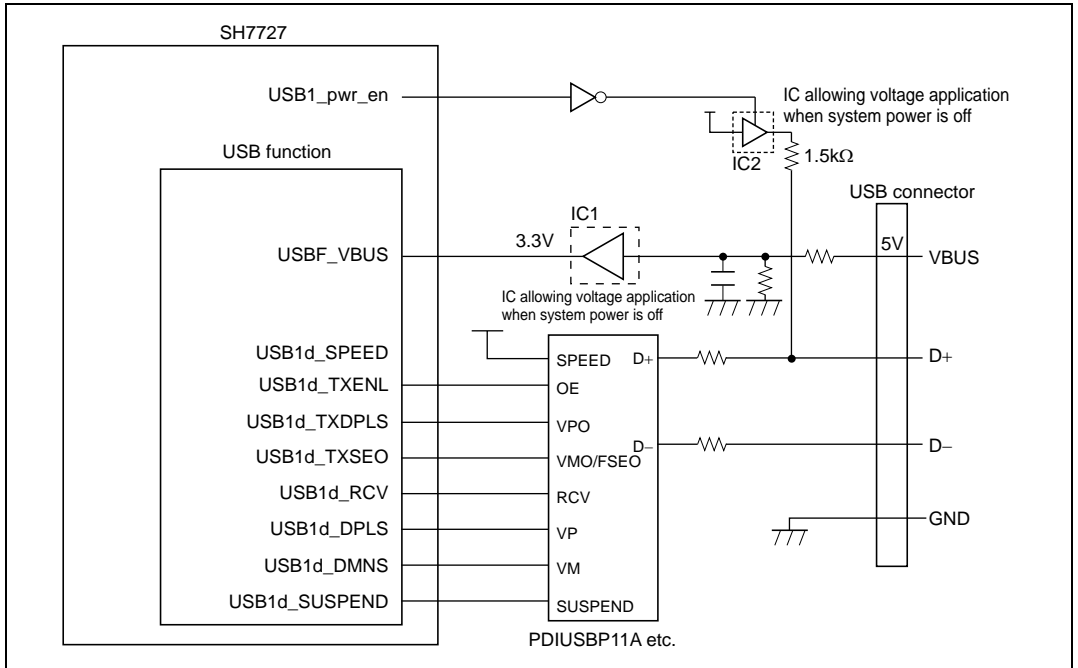 SH7727
USB1_pwr_en
IC allowing voltage application
when system power is off
IC2
1.5kΩ
USB function
USB connector
IC1
3.3V
5V
USBF_VBUS
VBUS
IC allowing voltage application
when system power is off
USB1d_SPEED
SPEED
D+
D+
USB1d_TXENL
OE
USB1d_TXDPLS
VPO
USB1d_TXSEO
VMO/FSEO
D−
D−
USB1d_RCV
RCV
USB1d_DPLS
VP
GND
USB1d_DMNS
VM
USB1d_SUSPEND
SUSPEND
PDIUSBP11A etc.